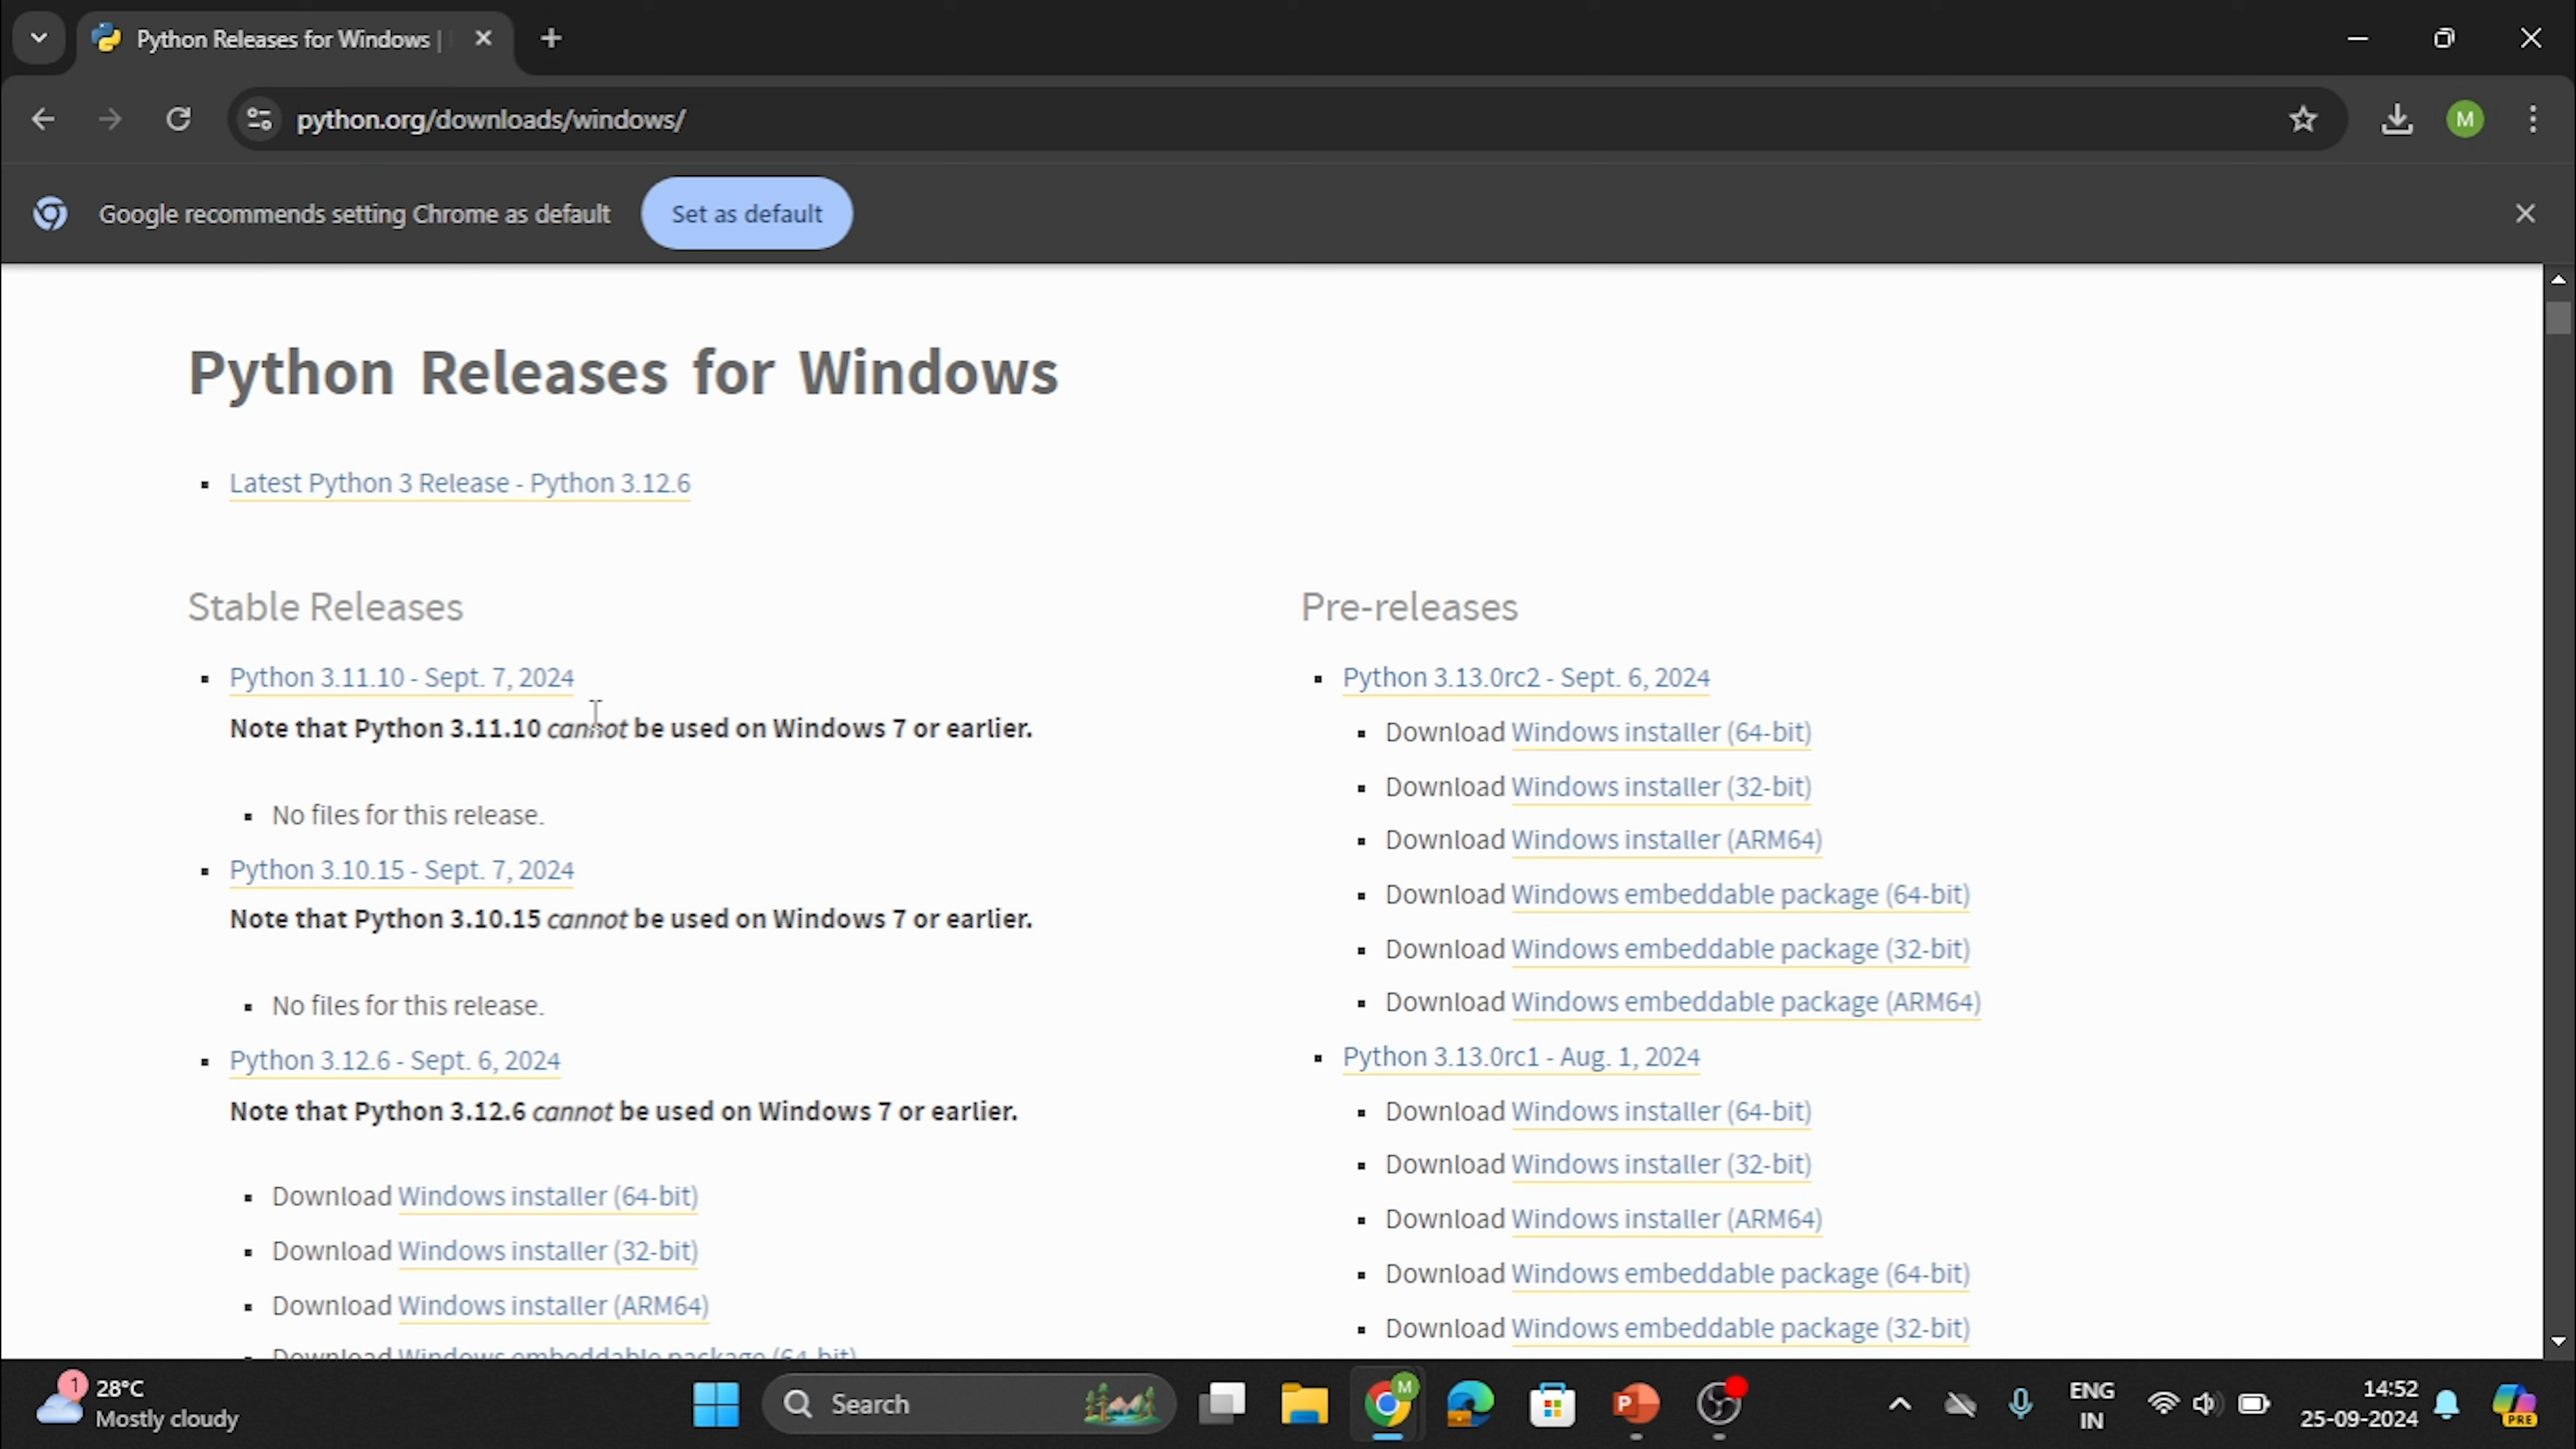 Python Releases for Windows |
python.org/downloads/windows/
M
Google recommends setting Chrome as default
Set as default
Python Releases for Windows
Latest Python 3 Release - Python 3.12.6
Stable Releases
Python 3.11.10 - Sept. 7, 2024
Note that Python 3.11.10 cannot be used on Windows 7 or earlier.
No files for this release.
Python 3.10.15 - Sept. 7, 2024
Note that Python 3.10.15 cannot be used on Windows 7 or earlier.
No files for this release.
Python 3.12.6 - Sept. 6, 2024
Note that Python 3.12.6 cannot be used on Windows 7 or earlier.
Download Windows installer (64-bit)
Download Windows installer (32-bit)
Download Windows installer (ARM64)
Download Windows embeddable package (64-bit)
Pre-releases
Python 3.13.0rc2 - Sept. 6, 2024
Download Windows installer (64-bit)
Download Windows installer (32-bit)
Download Windows installer (ARM64)
Download Windows embeddable package (64-bit)
Download Windows embeddable package (32-bit)
Download Windows embeddable package (ARM64)
Python 3.13.0rc1 - Aug. 1, 2024
Download Windows installer (64-bit)
Download Windows installer (32-bit)
Download Windows installer (ARM64)
Download Windows embeddable package (64-bit)
Download Windows embeddable package (32-bit)
1
28°C
Mostly cloudy
Search
M
P
ENG
IN
14:52
25-09-2024
PRE